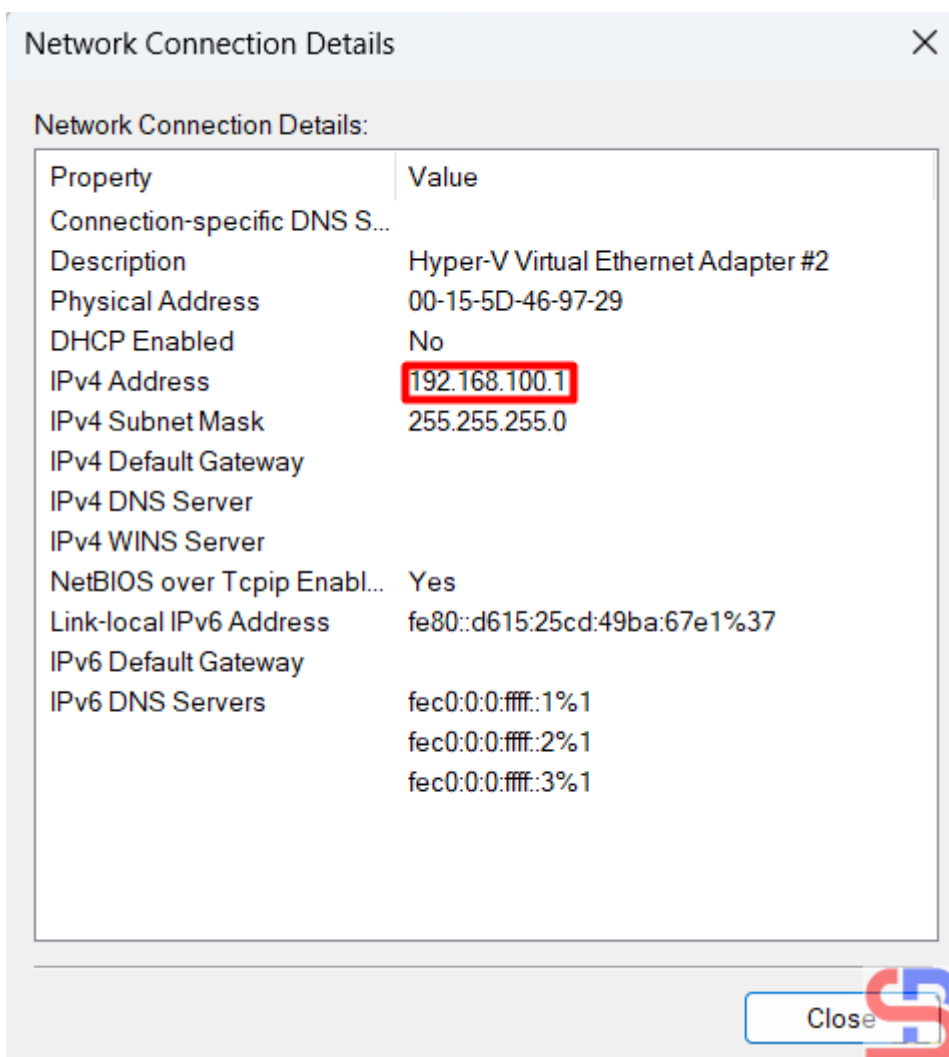 Network Connection Details
Network Connection Details:
Property Value
Connection-specific DNS S...
Description Hyper-V Virtual Ethernet Adapter #2
Physical Address 00-15-5D-46-97-29
DHCP Enabled No
IPv4 Address 192.168.100.1
IPv4 Subnet Mask 255.255.255.0
IPv4 Default Gateway
IPv4 DNS Server
IPv4 WINS Server
NetBIOS over Tcpip Enabl... Yes
Link-local IPv6 Address fe80::d615:25cd:49ba:67e1%37
IPv6 Default Gateway
IPv6 DNS Servers fec0:0:0:ffff::1%1
fec0:0:0:ffff::2%1
fec0:0:0:ffff::3%1
Close